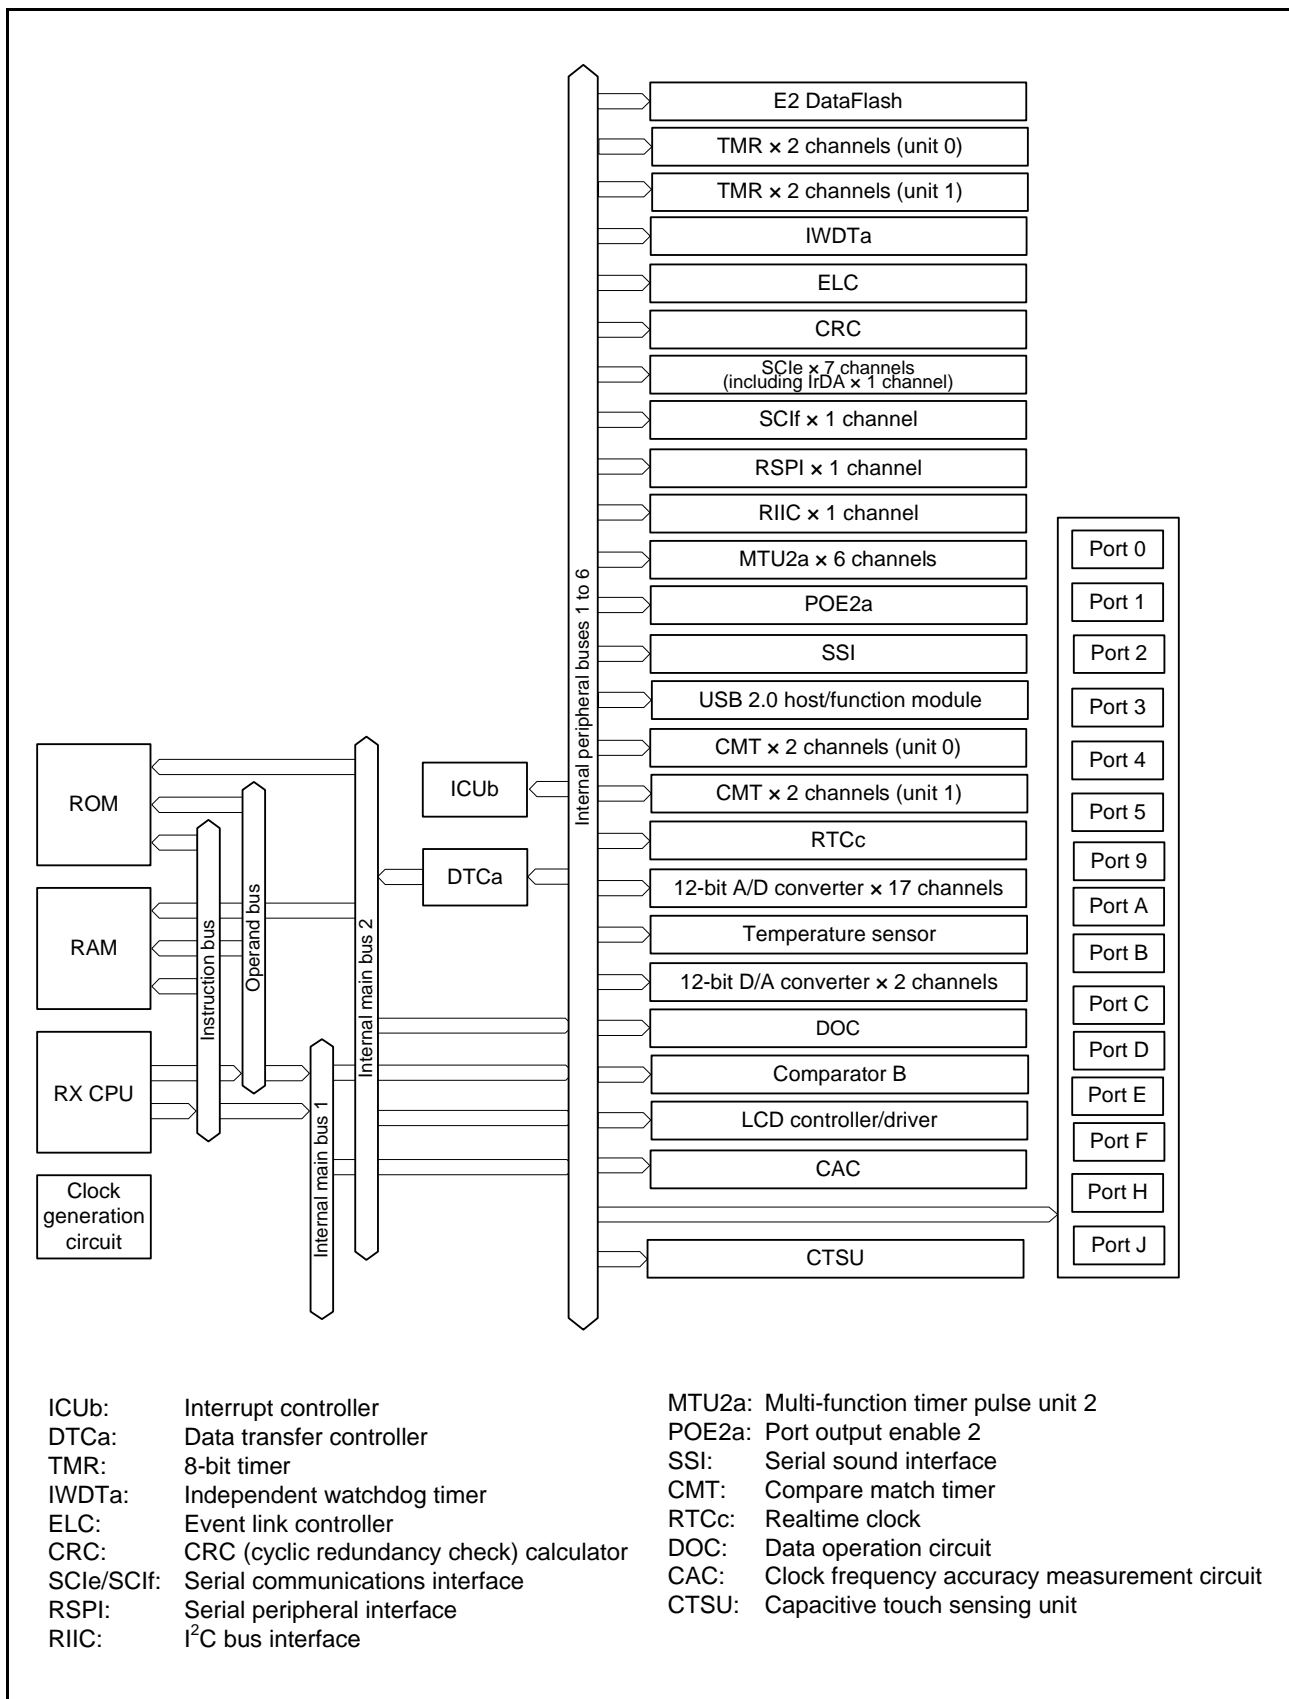 E2 DataFlash
TMR × 2 channels (unit 0)
TMR × 2 channels (unit 1)
IWDTa
ELC
CRC
SCIe × 7 channels
(including IrDA × 1 channel)
SCIf × 1 channel
RSPI × 1 channel
RIIC × 1 channel
MTU2a × 6 channels
POE2a
SSI
USB 2.0 host/function module
CMT × 2 channels (unit 0)
CMT × 2 channels (unit 1)
RTCc
12-bit A/D converter × 17 channels
Temperature sensor
12-bit D/A converter × 2 channels
DOC
Comparator B
LCD controller/driver
CAC
CTSU
Port 0
Port 1
Port 2
Port 3
Port 4
Port 5
Port 9
Port A
Port B
Port C
Port D
Port E
Port F
Port H
Port J
Internal peripheral buses 1 to 6
ICUb
DTCa
ROM
RAM
RX CPU
Clock
generation
circuit
Instruction bus
Operand bus
Internal main bus 1
Internal main bus 2
ICUb: Interrupt controller
DTCa: Data transfer controller
TMR: 8-bit timer
IWDTa: Independent watchdog timer
ELC: Event link controller
CRC: CRC (cyclic redundancy check) calculator
SCIe/SCIf: Serial communications interface
RSPI: Serial peripheral interface
RIIC: I²C bus interface
MTU2a: Multi-function timer pulse unit 2
POE2a: Port output enable 2
SSI: Serial sound interface
CMT: Compare match timer
RTCc: Realtime clock
DOC: Data operation circuit
CAC: Clock frequency accuracy measurement circuit
CTSU: Capacitive touch sensing unit